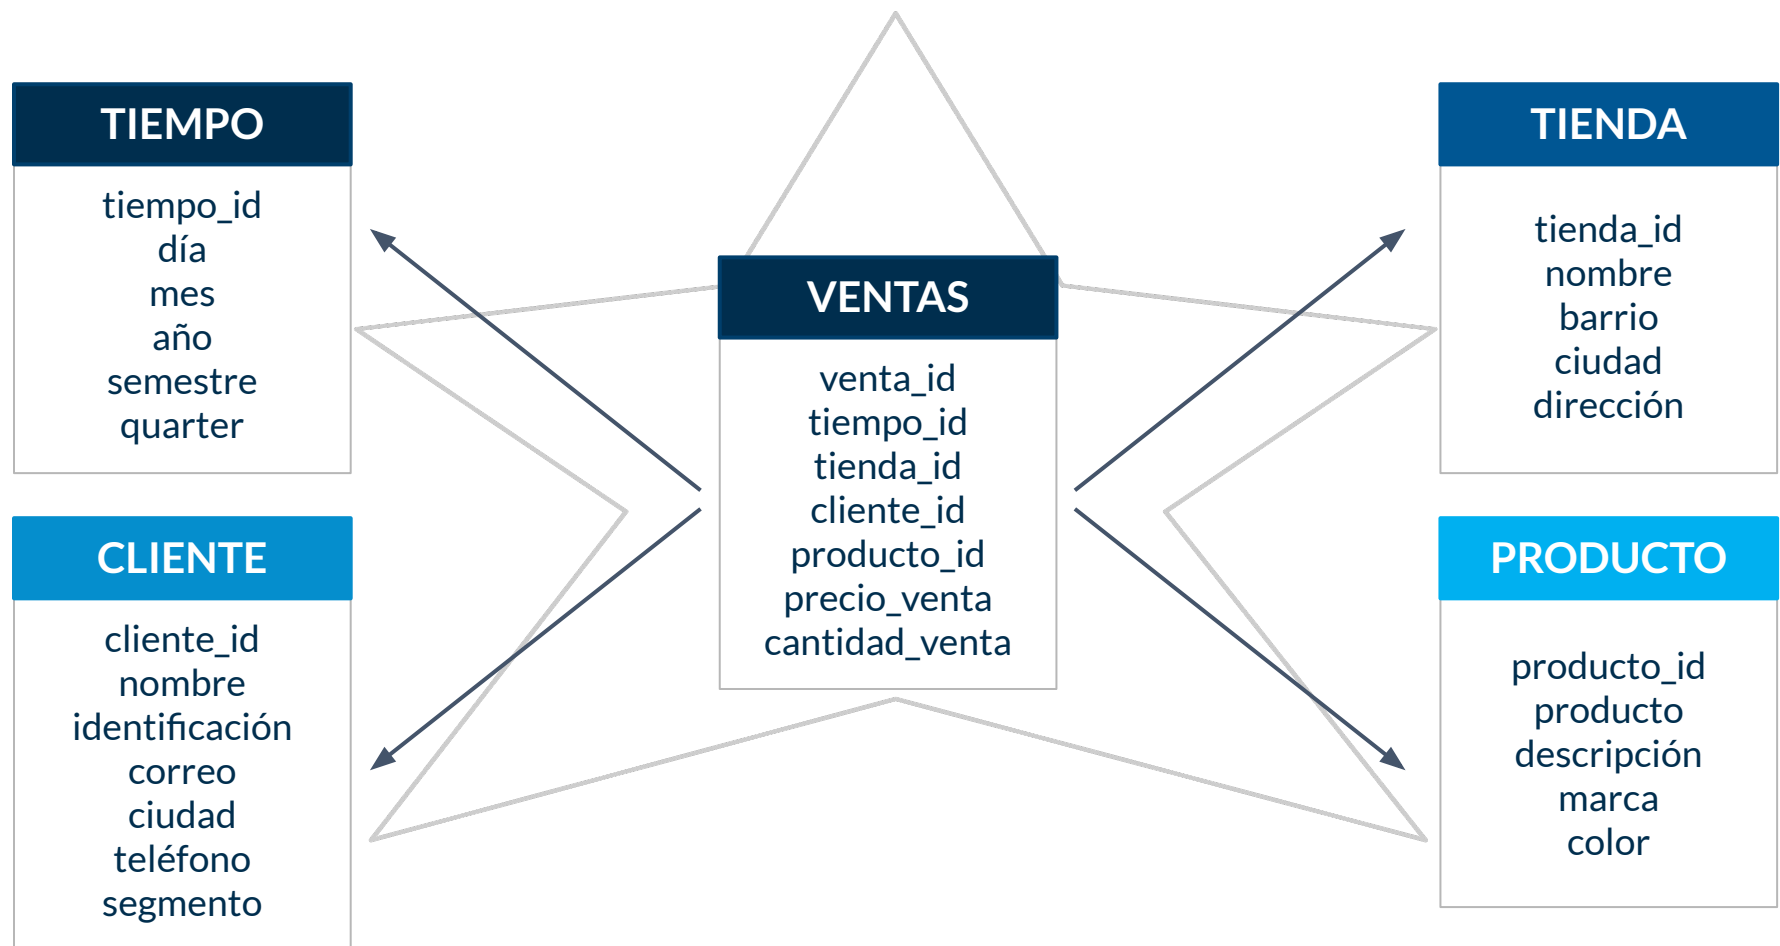 TIEMPO
tiempo_id
día
mes
año
semestre
quarter
CLIENTE
cliente_id
nombre
identificación
correo
ciudad
teléfono
segmento
VENTAS
venta_id
tiempo_id
tienda_id
cliente_id
producto_id
precio_venta
cantidad_venta
TIENDA
tienda_id
nombre
barrio
ciudad
dirección
PRODUCTO
producto_id
producto
descripción
marca
color